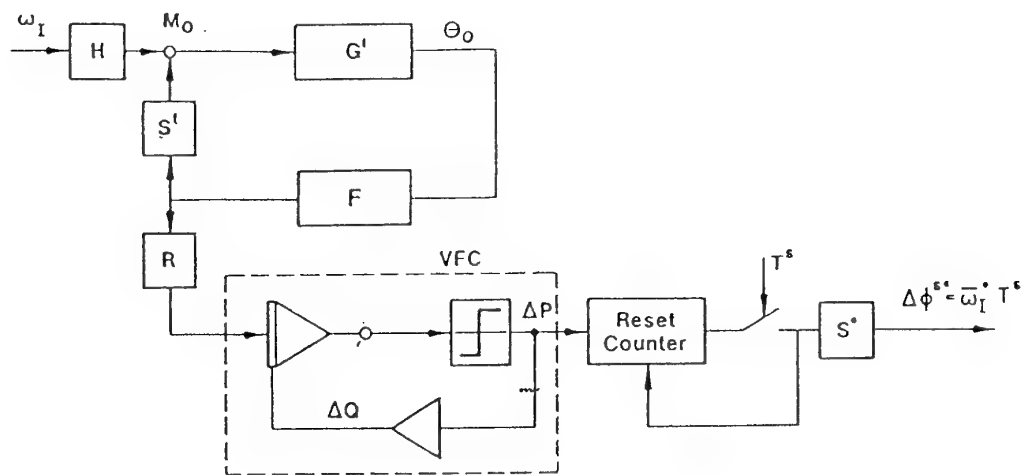 ω_I
H
M_O
G'
Θ_O
S'
F
R
VFC
ΔP
ΔQ
Reset
Counter
T^s
S°
Δϕ^s° = ω̅_I° T^s